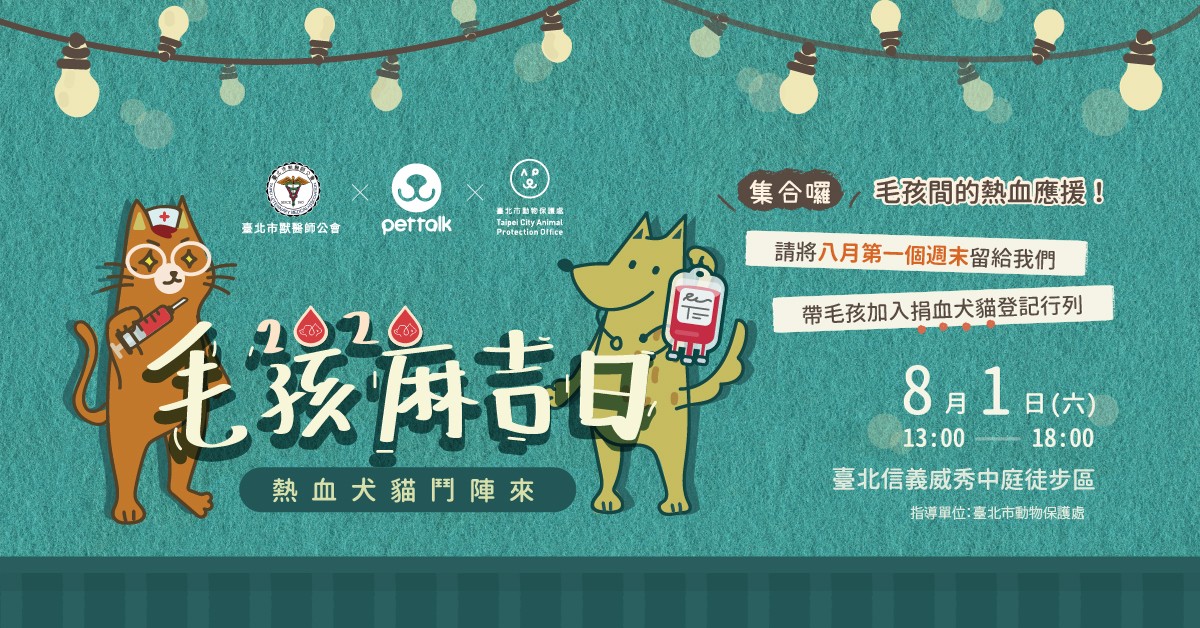 臺北市獸醫師公會
pettalk
臺北市動物保護處
Taipei City Animal
Protection Office
2020
毛孩麻吉日
熱血犬貓鬥陣來
集合囉
毛孩間的熱血應援!
請將八月第一個週末留給我們
帶毛孩加入捐血犬貓登記行列
8月1日(六)
13:00 — 18:00
臺北信義威秀中庭徒步區
指導單位:臺北市動物保護處